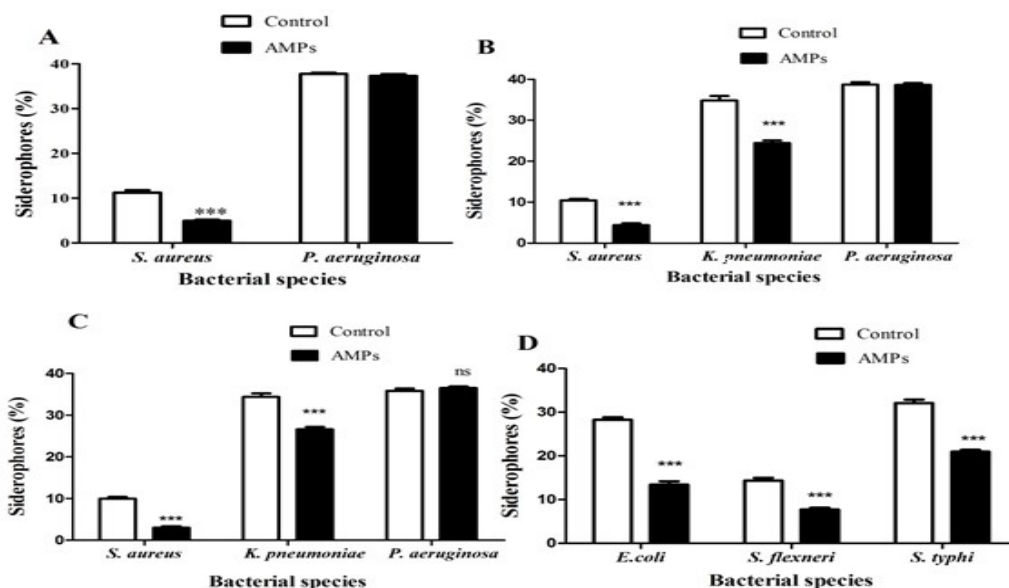 A
Control
AMPs
Siderophores (%)
40
30
20
10
0
***
S. aureus
P. aeruginosa
Bacterial species
B
Control
AMPs
Siderophores (%)
40
30
20
10
0
***
***
S. aureus
K. pneumoniae
P. aeruginosa
Bacterial species
C
Control
AMPs
Siderophores (%)
40
30
20
10
0
***
***
ns
S. aureus
K. pneumoniae
P. aeruginosa
Bacterial species
D
Control
AMPs
Siderophores (%)
40
30
20
10
0
***
***
***
E.coli
S. flexneri
S. typhi
Bacterial species